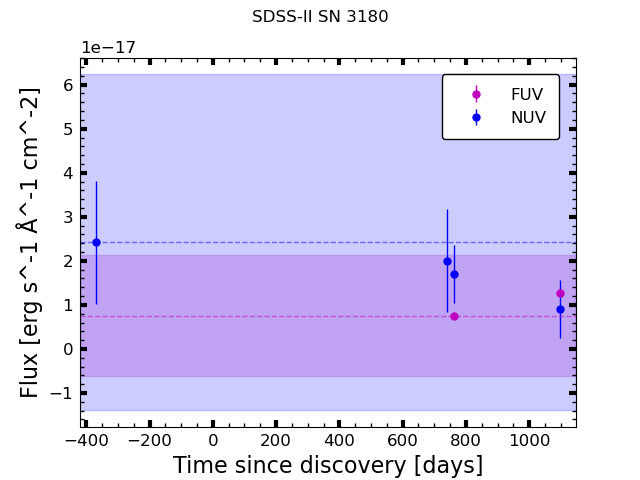 SDSS-II SN 3180
1e−17
6
5
4
3
2
1
0
−1
Flux [erg s^-1 Å^-1 cm^-2]
FUV
NUV
−400 −200 0 200 400 600 800 1000
Time since discovery [days]